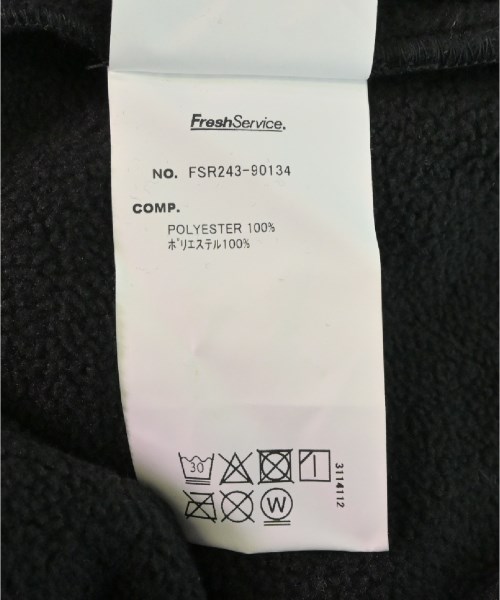 FreshService.
NO. FSR243-90134
COMP.
POLYESTER 100%
ﾎﾟﾘｴｽﾃﾙ100%
30
W
3114112